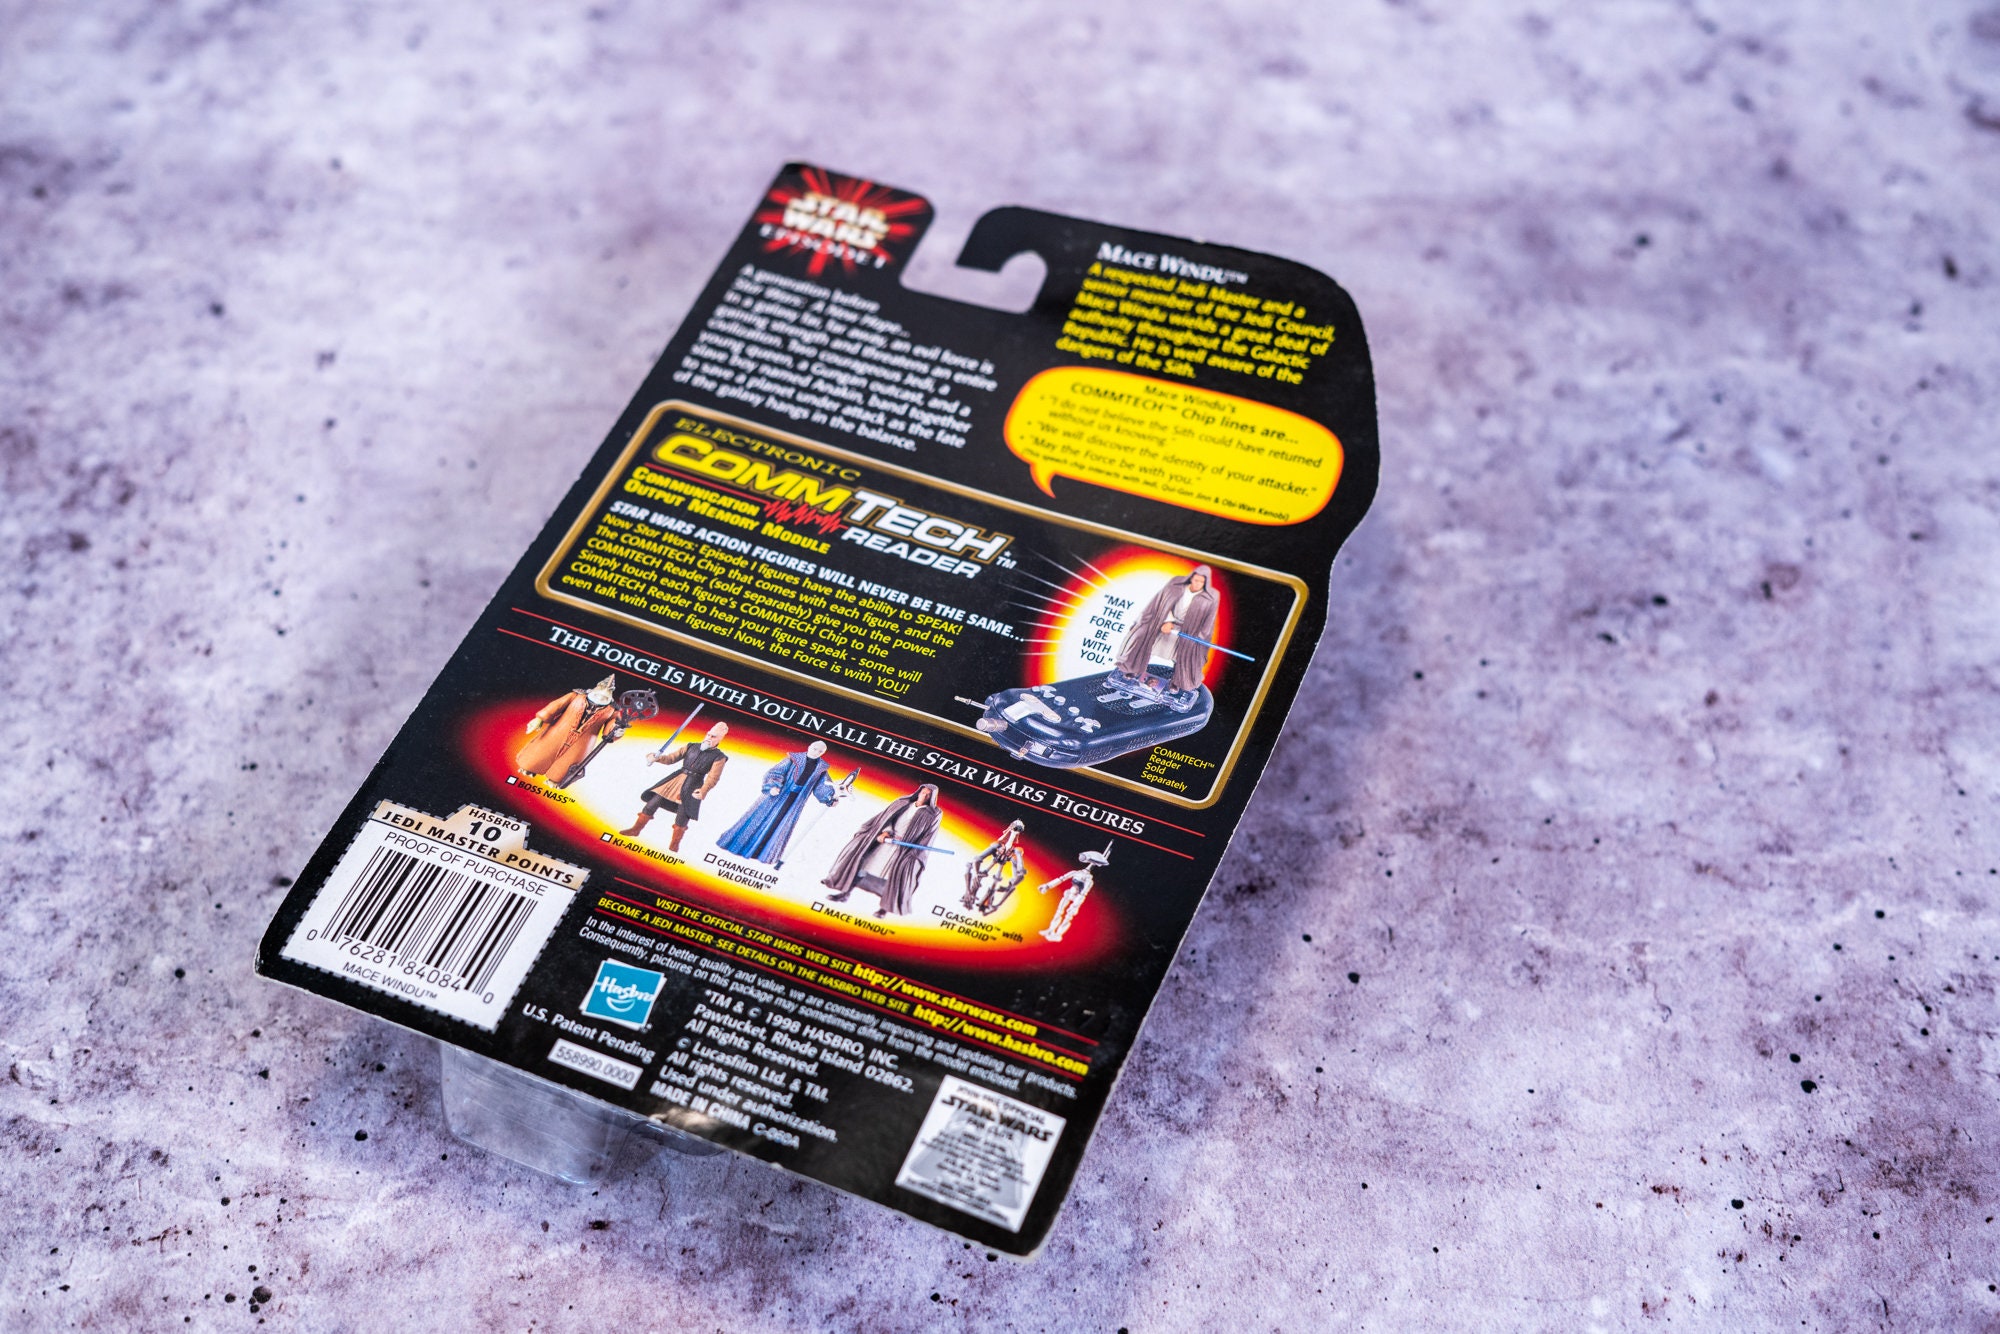 STAR
WARS
EPISODE I
A generation before
Star Wars: A New Hope...
In a galaxy far, far away, an evil force is
gaining strength and threatens an entire
civilization. Two courageous Jedi, a
young queen, a Gungan outcast, and a
slave boy named Anakin, band together
to save a planet under attack as the fate
of the galaxy hangs in the balance.
MACE WINDU™
A respected Jedi Master and a
senior member of the Jedi Council,
Mace Windu wields a great deal of
authority throughout the Galactic
Republic. He is well aware of the
dangers of the Sith.
Mace Windu's
COMMTECH™ Chip lines are...
• "I do not believe the Sith could have returned
without us knowing."
• "We will discover the identity of your attacker."
• "May the Force be with you."
(This speech chip interacts with Jedi, Qui-Gon Jinn & Obi-Wan Kenobi)
ELECTRONIC
COMMTECH™
READER
COMMUNICATION
OUTPUT MEMORY MODULE
STAR WARS ACTION FIGURES WILL NEVER BE THE SAME...
Now Star Wars: Episode I figures have the ability to SPEAK!
The COMMTECH Chip that comes with each figure, and the
COMMTECH Reader (sold separately) give you the power.
Simply touch each figure's COMMTECH Chip to the
COMMTECH Reader to hear your figure speak - some will
even talk with other figures! Now, the Force is with YOU!
"MAY
THE
FORCE
BE
WITH
YOU."
COMMTECH™
Reader
Sold
Separately
THE FORCE IS WITH YOU IN ALL THE STAR WARS FIGURES
BOSS NASS™
KI-ADI-MUNDI™
CHANCELLOR
VALORUM™
MACE WINDU™
GASGANO™ with
PIT DROID™
HASBRO
10
JEDI MASTER POINTS
PROOF OF PURCHASE
0 76281 84084 0
MACE WINDU™
VISIT THE OFFICIAL STAR WARS WEB SITE http://www.starwars.com
BECOME A JEDI MASTER-SEE DETAILS ON THE HASBRO WEB SITE http://www.hasbro.com
In the interest of better quality and value, we are constantly improving and updating our products.
Consequently, pictures on this package may sometimes differ from the model enclosed.
Hasbro
U.S. Patent Pending
558990.0000
*TM & © 1998 HASBRO, INC.
Pawtucket, Rhode Island 02862.
All Rights Reserved.
© Lucasfilm Ltd. & TM.
All rights reserved.
Used under authorization.
MADE IN CHINA
STAR WARS